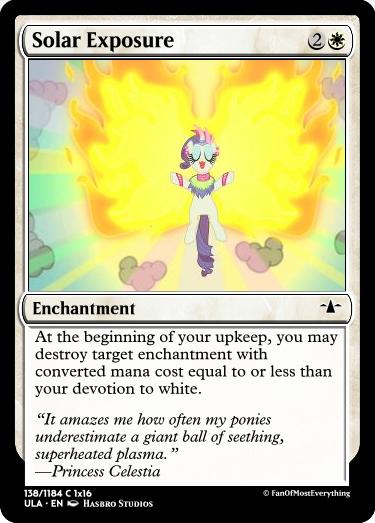 Solar Exposure 2
Enchantment
At the beginning of your upkeep, you may
destroy target enchantment with
converted mana cost equal to or less than
your devotion to white.
“It amazes me how often my ponies
underestimate a giant ball of seething,
superheated plasma.”
—Princess Celestia
138/1184 C 1x16
ULA • EN Hasbro Studios © FanOfMostEverything